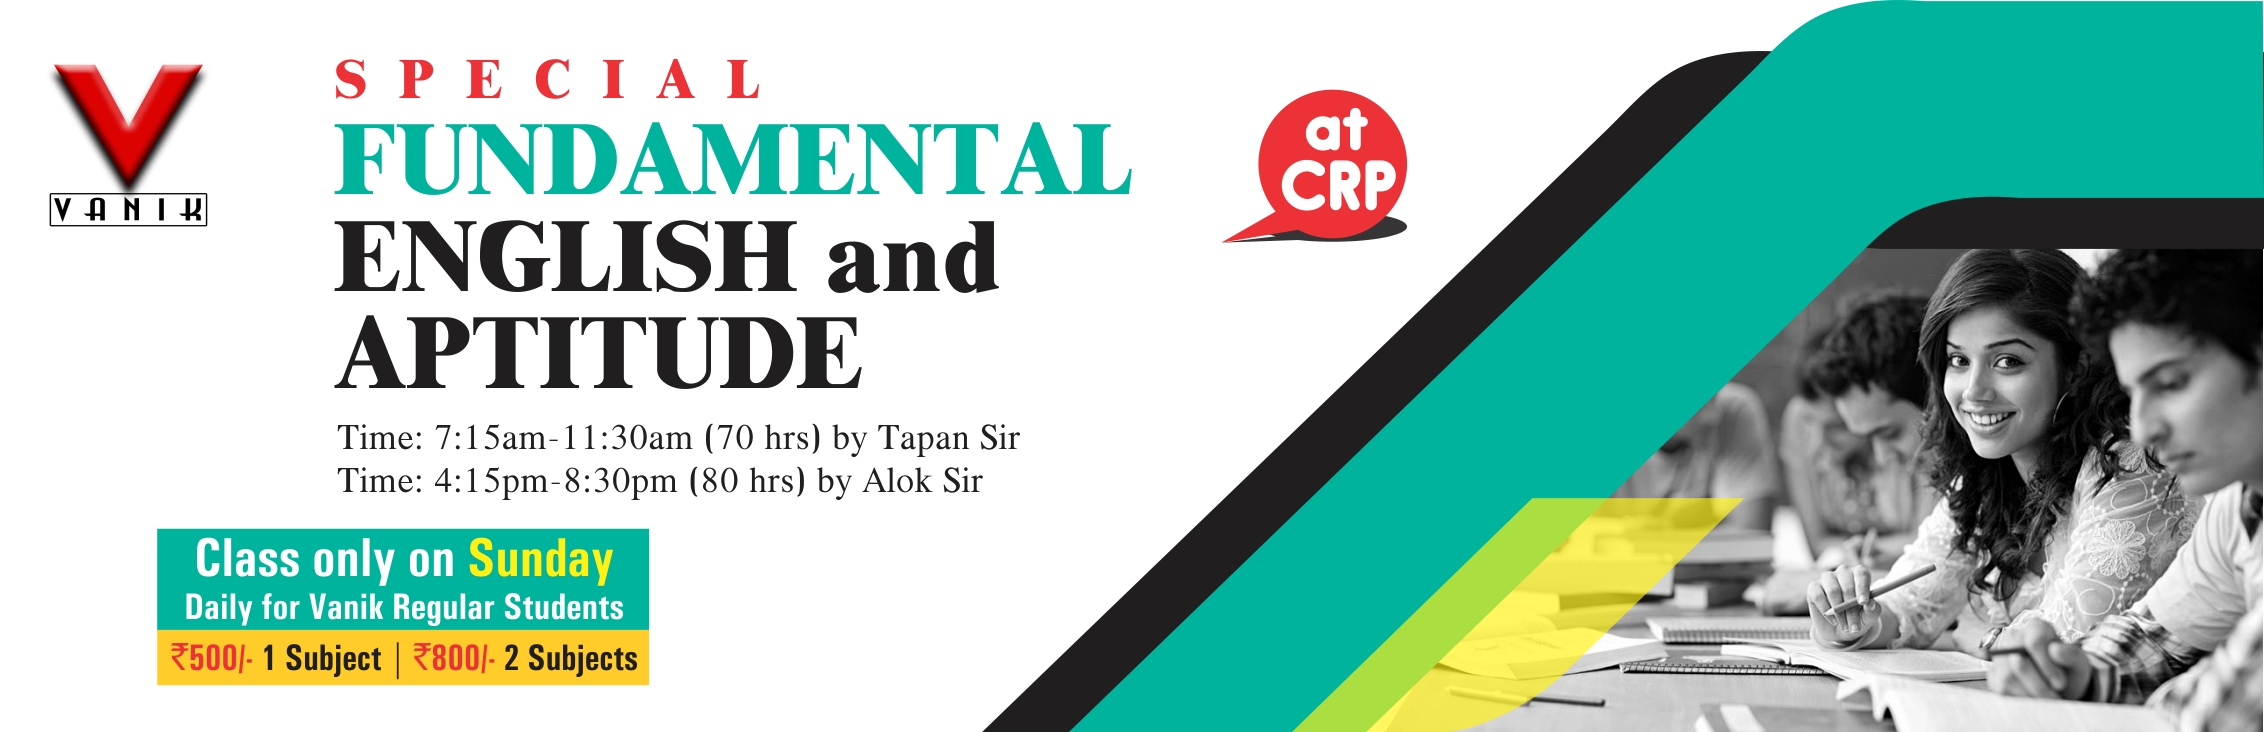 VANIK
SPECIAL
FUNDAMENTAL
ENGLISH and
APTITUDE
at
CRP
Time: 7:15am-11:30am (70 hrs) by Tapan Sir
Time: 4:15pm-8:30pm (80 hrs) by Alok Sir
Class only on Sunday
Daily for Vanik Regular Students
₹500/- 1 Subject | ₹800/- 2 Subjects